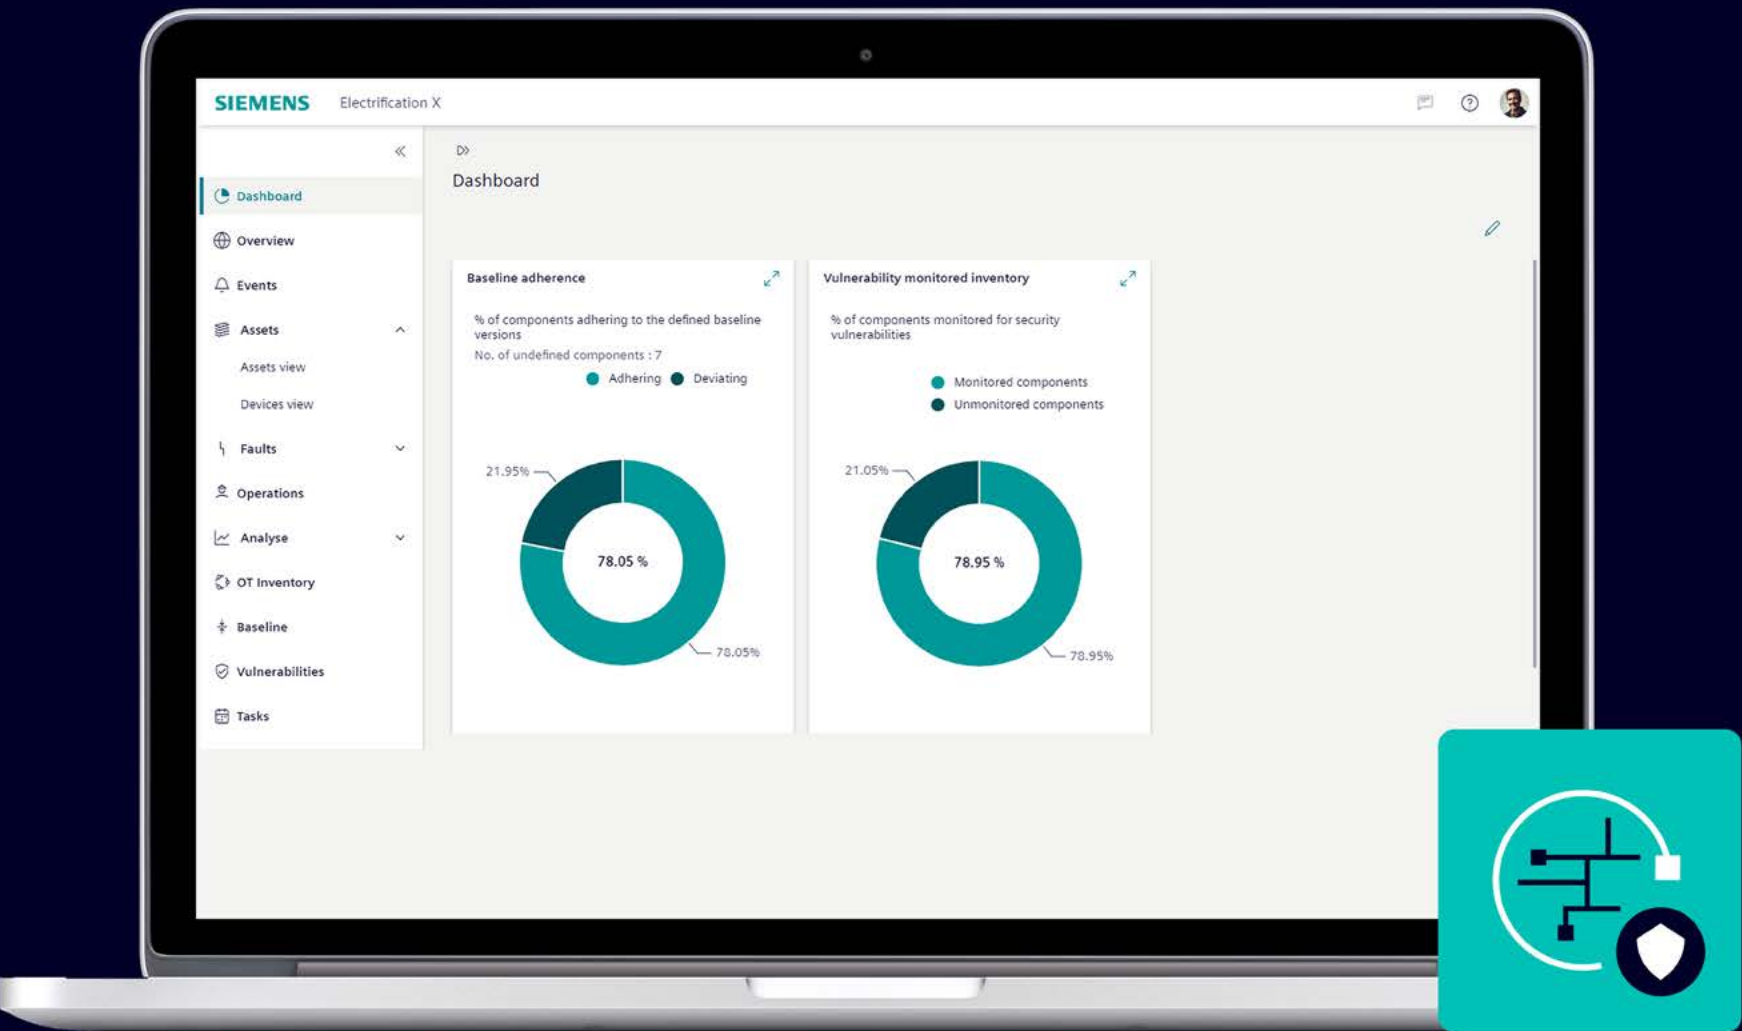 SIEMENS Electrification X
Dashboard
Overview
Events
Assets
Assets view
Devices view
Faults
Operations
Analyse
OT Inventory
Baseline
Vulnerabilities
Tasks
Dashboard
Baseline adherence
% of components adhering to the defined baseline
versions
No. of undefined components : 7
Adhering Deviating
21.95%
78.05 %
78.05%
Vulnerability monitored inventory
% of components monitored for security
vulnerabilities
Monitored components
Unmonitored components
21.05%
78.95 %
78.95%